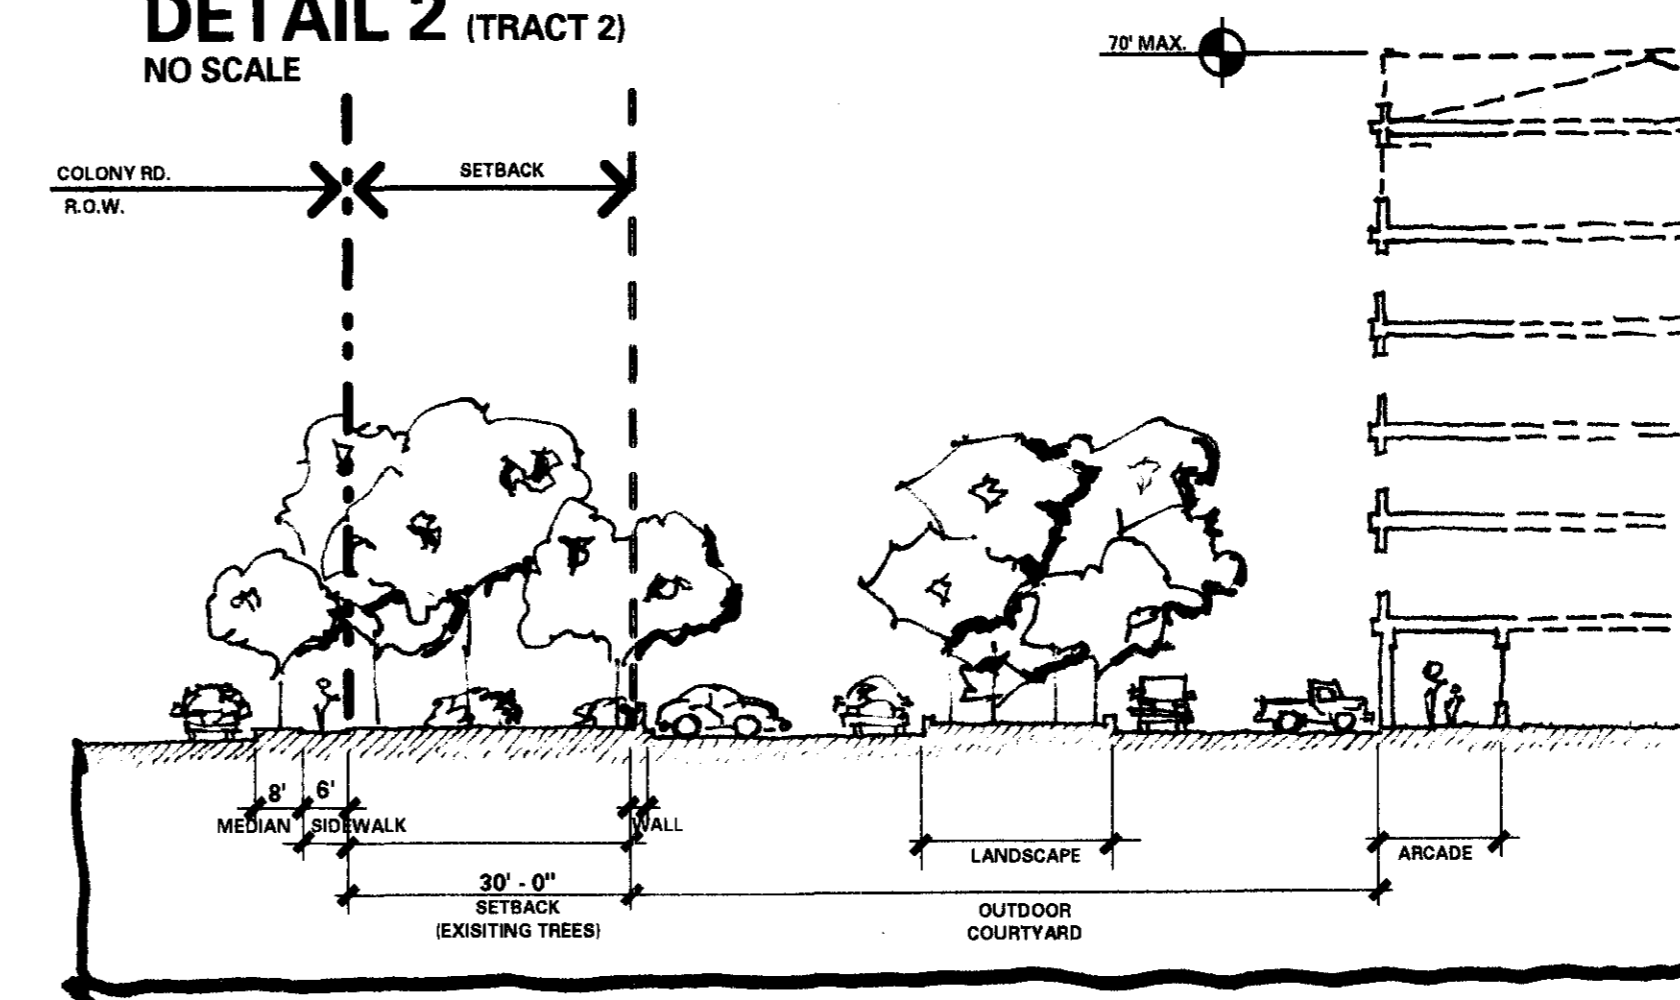 DETAIL 2 (TRACT 2)
NO SCALE
70' MAX.
COLONY RD.
R.O.W.
SETBACK
8'
6'
MEDIAN
SIDEWALK
WALL
LANDSCAPE
ARCADE
30' - 0"
SETBACK
(EXISITING TREES)
OUTDOOR
COURTYARD